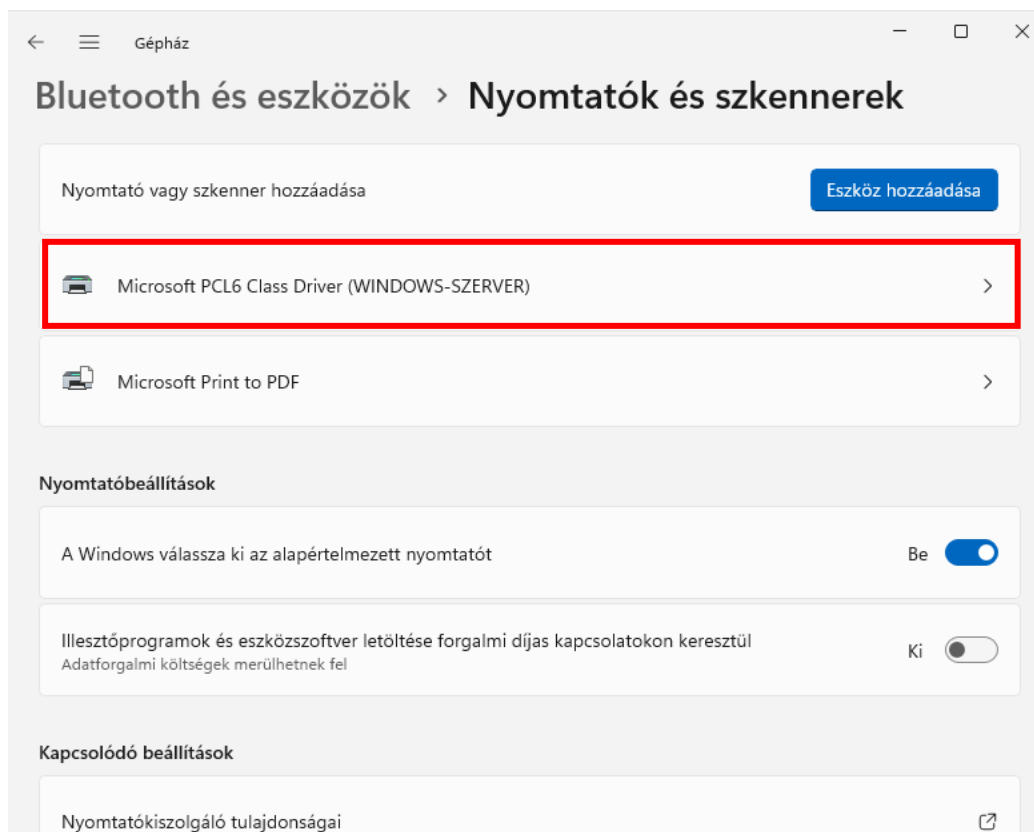 Gépház
Bluetooth és eszközök › Nyomtatók és szkennerek
Nyomtató vagy szkenner hozzáadása
Eszköz hozzáadása
Microsoft PCL6 Class Driver (WINDOWS-SZERVER)
Microsoft Print to PDF
Nyomtatóbeállítások
A Windows válassza ki az alapértelmezett nyomtatót
Be
Illesztőprogramok és eszközszoftver letöltése forgalmi díjas kapcsolatokon keresztül
Adatforgalmi költségek merülhetnek fel
Ki
Kapcsolódó beállítások
Nyomtatókiszolgáló tulajdonságai